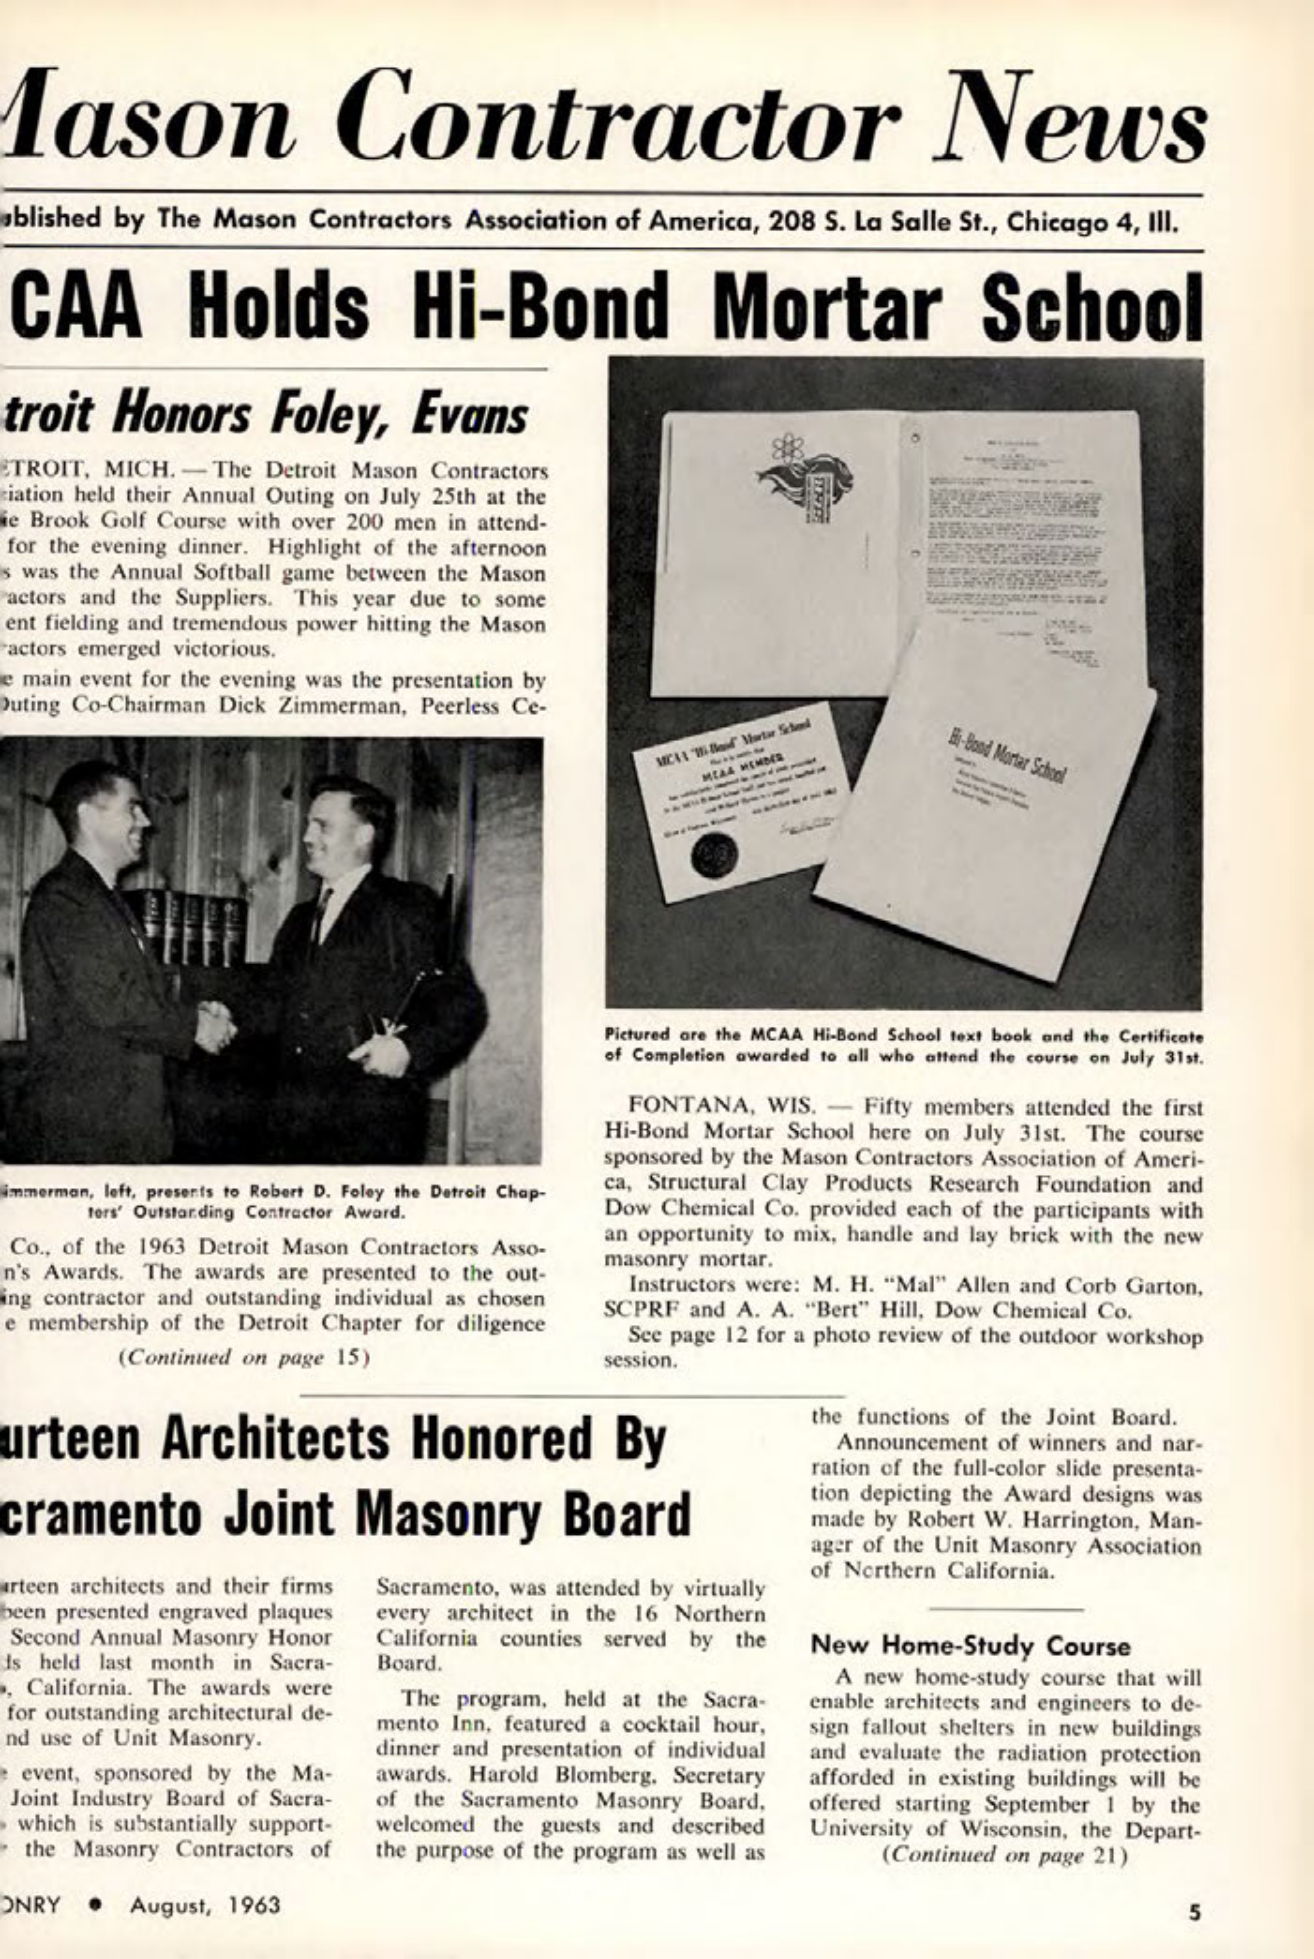 Mason Contractor News
ublished by The Mason Contractors Association of America, 208 S. La Salle St., Chicago 4, Ill.
CAA Holds Hi-Bond Mortar School
troit Honors Foley, Evans
ETROIT, MICH. — The Detroit Mason Contractors
ciation held their Annual Outing on July 25th at the
ie Brook Golf Course with over 200 men in attend-
for the evening dinner. Highlight of the afternoon
s was the Annual Softball game between the Mason
actors and the Suppliers. This year due to some
ent fielding and tremendous power hitting the Mason
actors emerged victorious.
e main event for the evening was the presentation by
Outing Co-Chairman Dick Zimmerman, Peerless Ce-
immerman, left, presents to Robert D. Foley the Detroit Chap-
ters' Outstanding Contractor Award.
Co., of the 1963 Detroit Mason Contractors Asso-
n's Awards. The awards are presented to the out-
ing contractor and outstanding individual as chosen
e membership of the Detroit Chapter for diligence
(Continued on page 15)
MCAA "Hi-Bond" Mortar School
This is to certify that
MCAA MEMBER
Hi-Bond Mortar School
Pictured are the MCAA Hi-Bond School text book and the Certificate
of Completion awarded to all who attend the course on July 31st.
FONTANA, WIS. — Fifty members attended the first
Hi-Bond Mortar School here on July 31st. The course
sponsored by the Mason Contractors Association of Ameri-
ca, Structural Clay Products Research Foundation and
Dow Chemical Co. provided each of the participants with
an opportunity to mix, handle and lay brick with the new
masonry mortar.
Instructors were: M. H. "Mal" Allen and Corb Garton,
SCPRF and A. A. "Bert" Hill, Dow Chemical Co.
See page 12 for a photo review of the outdoor workshop
session.
urteen Architects Honored By
cramento Joint Masonry Board
urteen architects and their firms
been presented engraved plaques
Second Annual Masonry Honor
ds held last month in Sacra-
o, California. The awards were
for outstanding architectural de-
nd use of Unit Masonry.
e event, sponsored by the Ma-
Joint Industry Board of Sacra-
which is substantially support-
the Masonry Contractors of
Sacramento, was attended by virtually
every architect in the 16 Northern
California counties served by the
Board.
The program, held at the Sacra-
mento Inn, featured a cocktail hour,
dinner and presentation of individual
awards. Harold Blomberg, Secretary
of the Sacramento Masonry Board,
welcomed the guests and described
the purpose of the program as well as
the functions of the Joint Board.
Announcement of winners and nar-
ration of the full-color slide presenta-
tion depicting the Award designs was
made by Robert W. Harrington, Man-
ager of the Unit Masonry Association
of Northern California.
New Home-Study Course
A new home-study course that will
enable architects and engineers to de-
sign fallout shelters in new buildings
and evaluate the radiation protection
afforded in existing buildings will be
offered starting September 1 by the
University of Wisconsin, the Depart-
(Continued on page 21)
ONRY • August, 1963
5